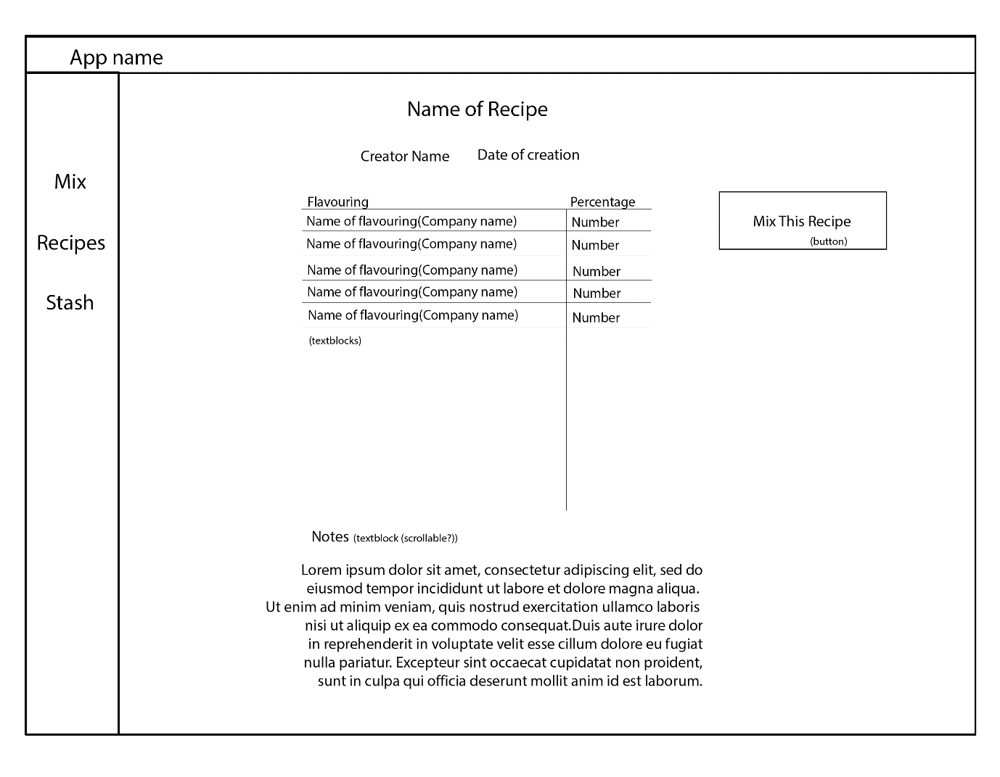 App name
Mix
Recipes
Stash
Name of Recipe
Creator Name Date of creation
Flavouring Percentage
Name of flavouring(Company name) Number
Name of flavouring(Company name) Number
Name of flavouring(Company name) Number
Name of flavouring(Company name) Number
Name of flavouring(Company name) Number
(textblocks)
Mix This Recipe
(button)
Notes (textblock (scrollable?))
Lorem ipsum dolor sit amet, consectetur adipiscing elit, sed do
eiusmod tempor incididunt ut labore et dolore magna aliqua.
Ut enim ad minim veniam, quis nostrud exercitation ullamco laboris
nisi ut aliquip ex ea commodo consequat.Duis aute irure dolor
in reprehenderit in voluptate velit esse cillum dolore eu fugiat
nulla pariatur. Excepteur sint occaecat cupidatat non proident,
sunt in culpa qui officia deserunt mollit anim id est laborum.